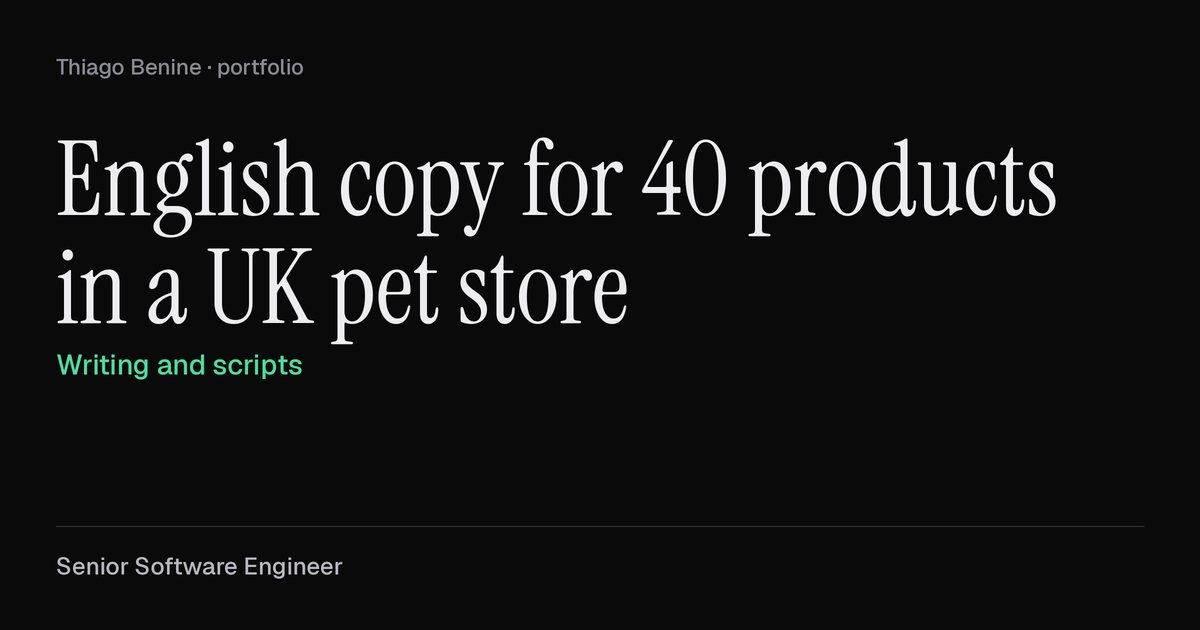 Thiago Benine · portfolio
English copy for 40 products
in a UK pet store
Writing and scripts
Senior Software Engineer